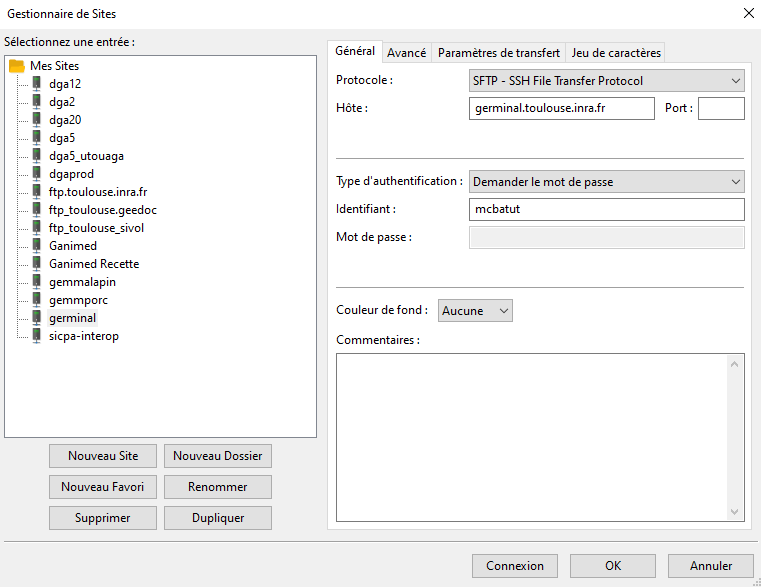 Gestionnaire de Sites
Sélectionnez une entrée :
Mes Sites
dga12
dga2
dga20
dga5
dga5_utouaga
dgaprod
ftp.toulouse.inra.fr
ftp_toulouse.geedoc
ftp_toulouse_sivol
Ganimed
Ganimed Recette
gemmalapin
gemmporc
germinal
sicpa-interop
Nouveau Site Nouveau Dossier
Nouveau Favori Renommer
Supprimer Dupliquer
Général Avancé Paramètres de transfert Jeu de caractères
Protocole : SFTP - SSH File Transfer Protocol
Hôte : germinal.toulouse.inra.fr Port :
Type d'authentification : Demander le mot de passe
Identifiant : mcbatut
Mot de passe :
Couleur de fond : Aucune
Commentaires :
Connexion OK Annuler